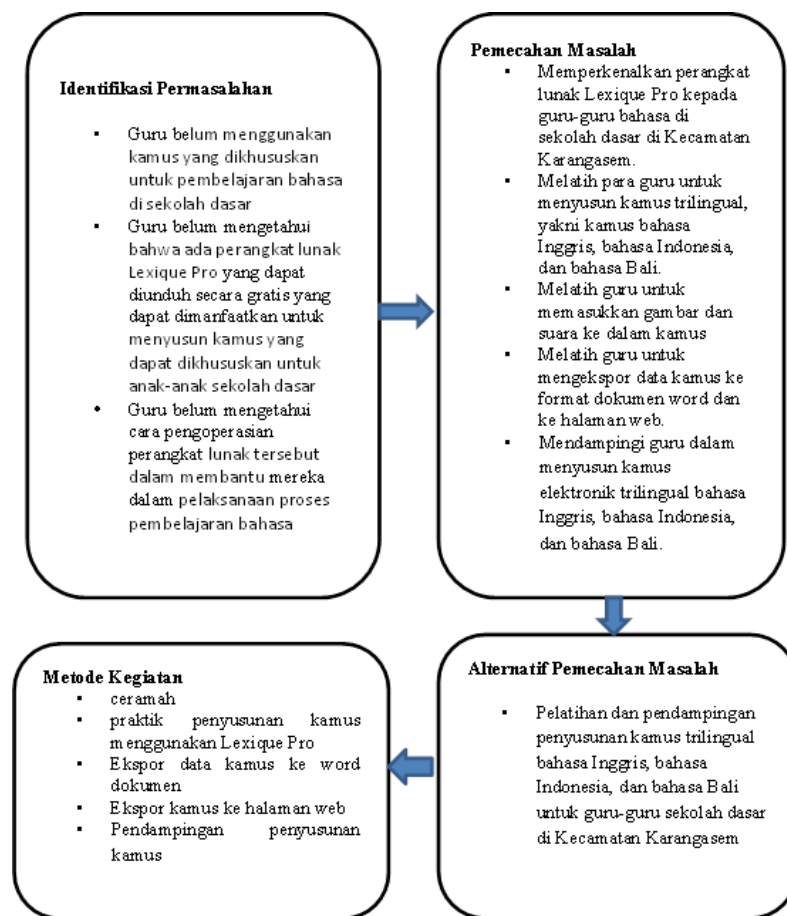 Identifikasi Permasalahan
▪ Guru belum menggunakan
kamus yang dikhususkan
untuk pembelajaran bahasa
di sekolah dasar
▪ Guru belum mengetahui
bahwa ada perangkat lunak
Lexique Pro yang dapat
diunduh secara gratis yang
dapat dimanfaatkan untuk
menyusun kamus yang
dapat dikhususkan untuk
anak-anak sekolah dasar
• Guru belum mengetahui
cara pengoperasian
perangkat lunak tersebut
dalam membantu mereka
dalam pelaksanaan proses
pembelajaran bahasa
Pemecahan Masalah
▪ Memperkenalkan perangkat
lunak Lexique Pro kepada
guru-guru bahasa di
sekolah dasar di Kecamatan
Karangasem.
▪ Melatih para guru untuk
menyusun kamus trilingual,
yakni kamus bahasa
Inggris, bahasa Indonesia,
dan bahasa Bali.
▪ Melatih guru untuk
memasukkan gambar dan
suara ke dalam kamus
▪ Melatih guru untuk
mengekspor data kamus ke
format dokumen word dan
ke halaman web.
▪ Mendampingi guru dalam
menyusun kamus
elektronik trilingual bahasa
Inggris, bahasa Indonesia,
dan bahasa Bali.
Alternatif Pemecahan Masalah
▪ Pelatihan dan pendampingan
penyusunan kamus trilingual
bahasa Inggris, bahasa
Indonesia, dan bahasa Bali
untuk guru-guru sekolah dasar
di Kecamatan Karangasem
Metode Kegiatan
▪ ceramah
▪ praktik penyusunan kamus
menggunakan Lexique Pro
▪ Ekspor data kamus ke word
dokumen
▪ Ekspor kamus ke halaman web
▪ Pendampingan penyusunan
kamus